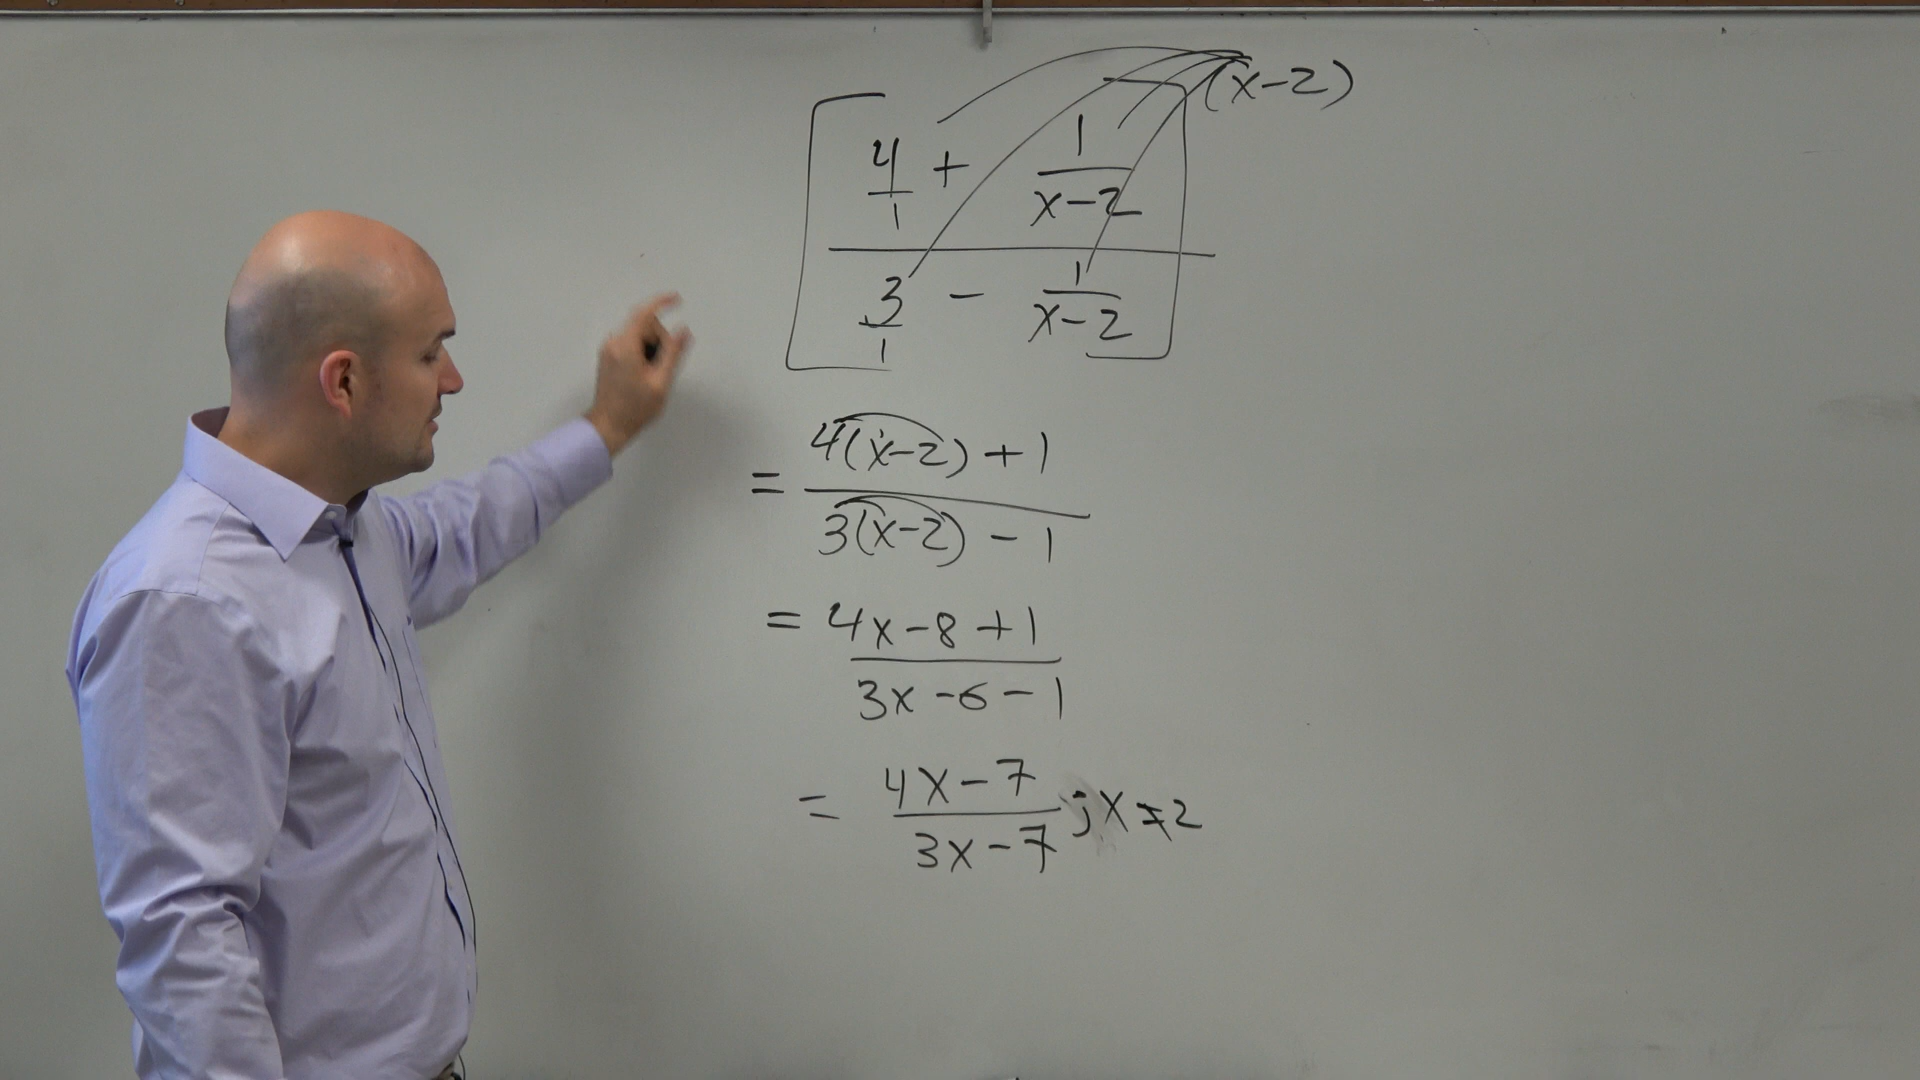 (x-2)
4/1 + 1/(x-2)
3/1 - 1/(x-2)
= 4(x-2) + 1
3(x-2) - 1
= 4x-8+1
3x-6-1
= 4x-7 ; x≠2
3x-7